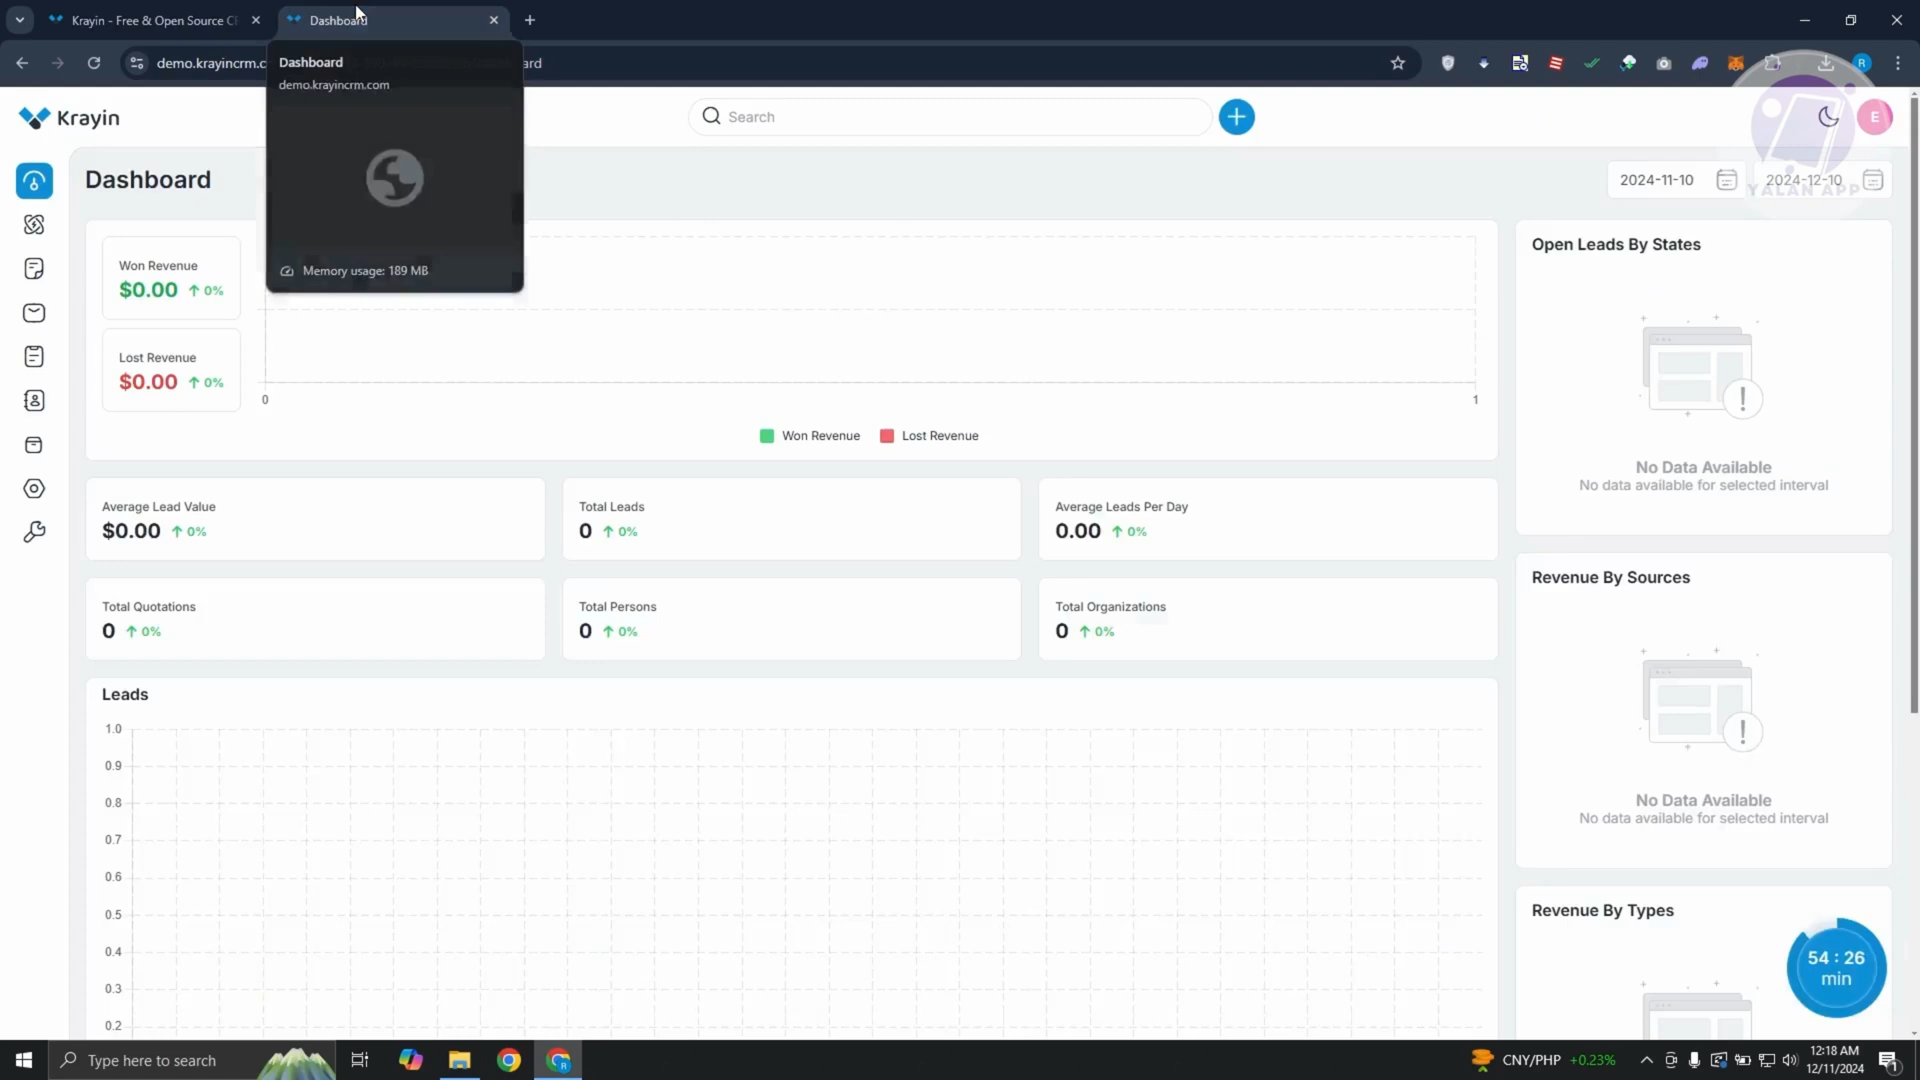 Krayin - Free & Open Source C
Dashboard
demo.krayincrm.c
ard
Dashboard
demo.krayincrm.com
Memory usage: 189 MB
R
Krayin
Search
E
YALAN APP
Dashboard
2024-11-10
2024-12-10
Won Revenue
$0.00 ↑ 0%
Lost Revenue
$0.00 ↑ 0%
0
1
Won Revenue
Lost Revenue
Average Lead Value
$0.00 ↑ 0%
Total Leads
0 ↑ 0%
Average Leads Per Day
0.00 ↑ 0%
Total Quotations
0 ↑ 0%
Total Persons
0 ↑ 0%
Total Organizations
0 ↑ 0%
Leads
1.0
0.9
0.8
0.7
0.6
0.5
0.4
0.3
0.2
Open Leads By States
No Data Available
No data available for selected interval
Revenue By Sources
No Data Available
No data available for selected interval
Revenue By Types
54 : 26
min
Type here to search
R
CNY/PHP +0.23%
12:18 AM
12/11/2024
1